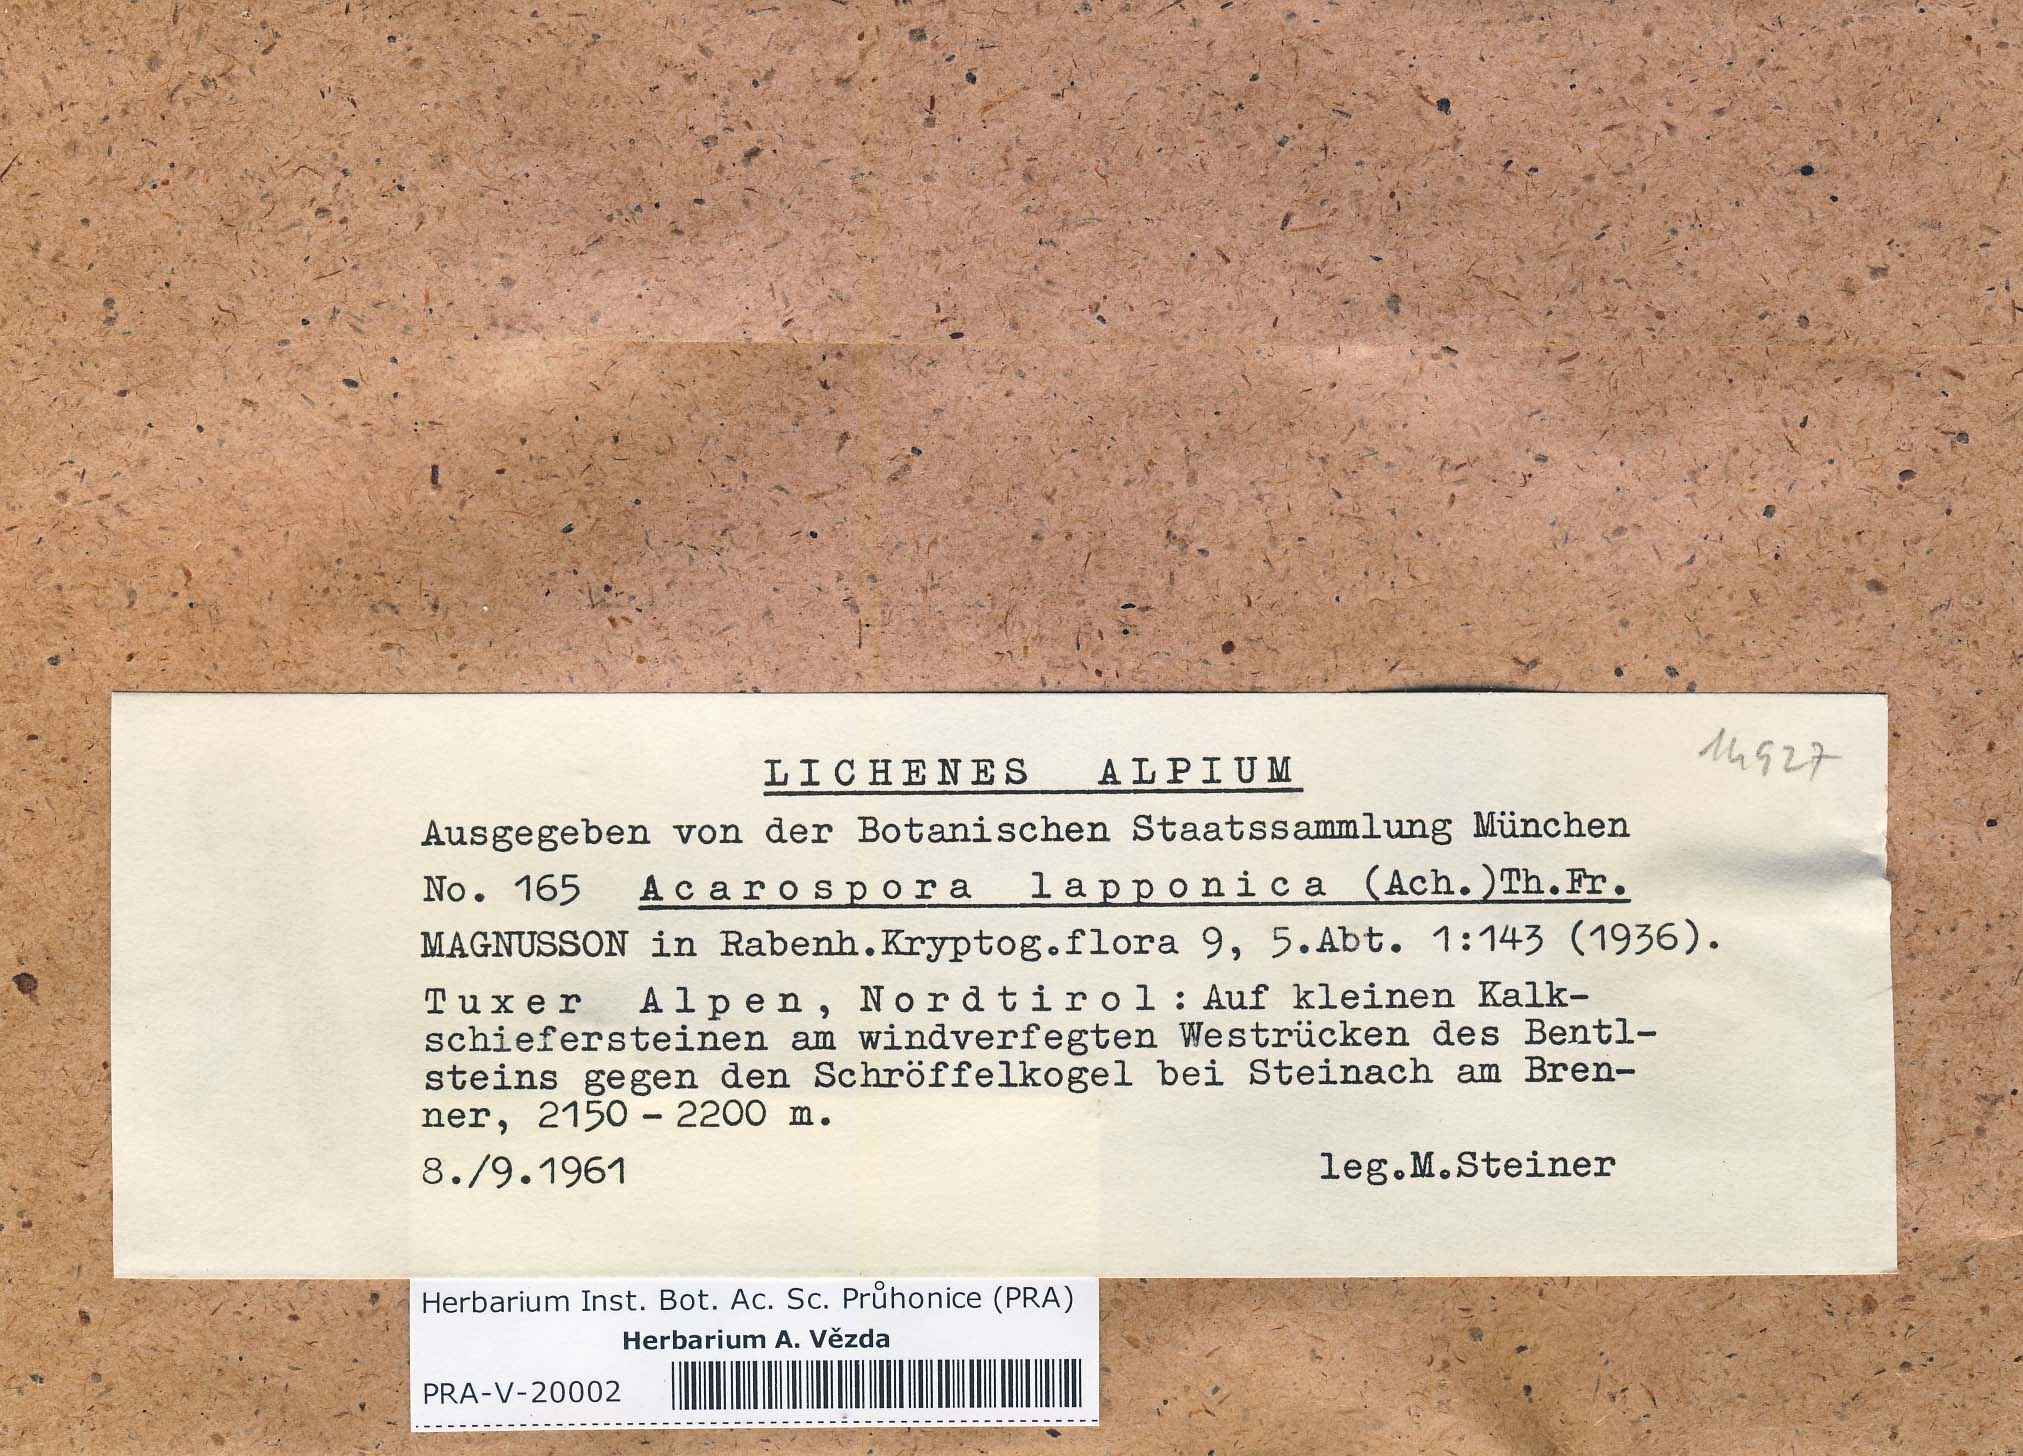 14927
LICHENES ALPIUM
Ausgegeben von der Botanischen Staatssammlung München
No. 165 Acarospora lapponica (Ach.)Th.Fr.
MAGNUSSON in Rabenh.Kryptog.flora 9, 5.Abt. 1:143 (1936).
Tuxer Alpen, Nordtirol: Auf kleinen Kalk-
schiefersteinen am windverfegten Westrücken des Bentl-
steins gegen den Schröffelkogel bei Steinach am Bren-
ner, 2150 - 2200 m.
8./9.1961 leg.M.Steiner
Herbarium Inst. Bot. Ac. Sc. Průhonice (PRA)
Herbarium A. Vězda
PRA-V-20002